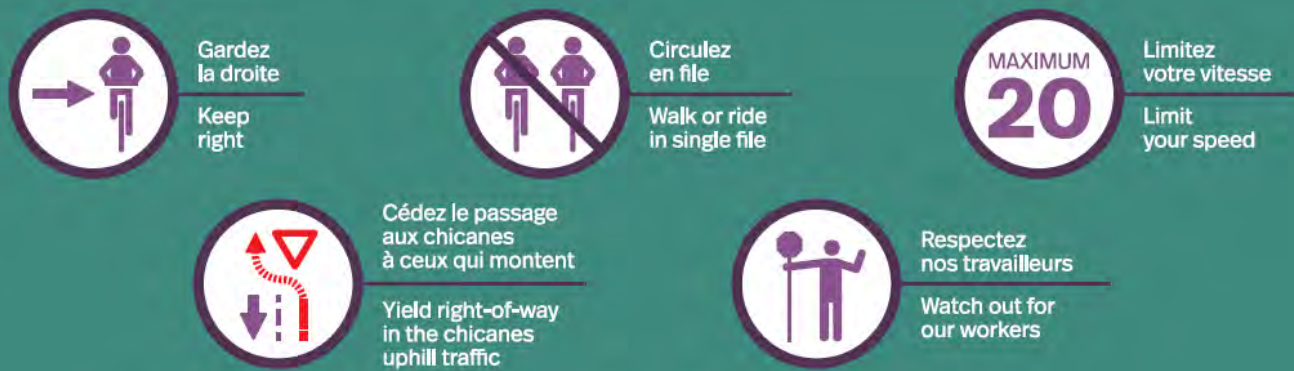 Gardez
la droite
Keep
right
Circulez
en file
Walk or ride
in single file
MAXIMUM
20
Limitez
votre vitesse
Limit
your speed
Cédez le passage
aux chicanes
à ceux qui montent
Yield right-of-way
in the chicanes
uphill traffic
Respectez
nos travailleurs
Watch out for
our workers